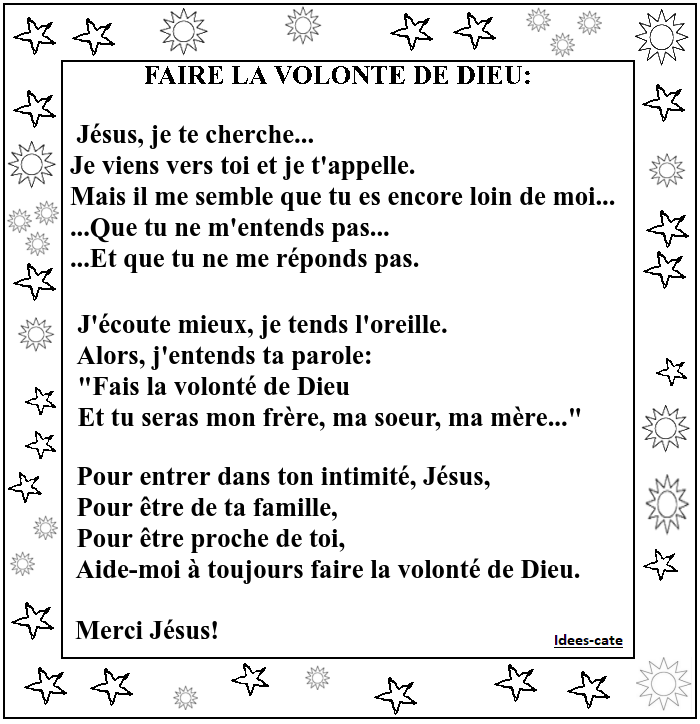 FAIRE LA VOLONTE DE DIEU:
Jésus, je te cherche...
Je viens vers toi et je t'appelle.
Mais il me semble que tu es encore loin de moi...
...Que tu ne m'entends pas...
...Et que tu ne me réponds pas.
J'écoute mieux, je tends l'oreille.
Alors, j'entends ta parole:
"Fais la volonté de Dieu
Et tu seras mon frère, ma soeur, ma mère..."
Pour entrer dans ton intimité, Jésus,
Pour être de ta famille,
Pour être proche de toi,
Aide-moi à toujours faire la volonté de Dieu.
Merci Jésus!
Idees-cate